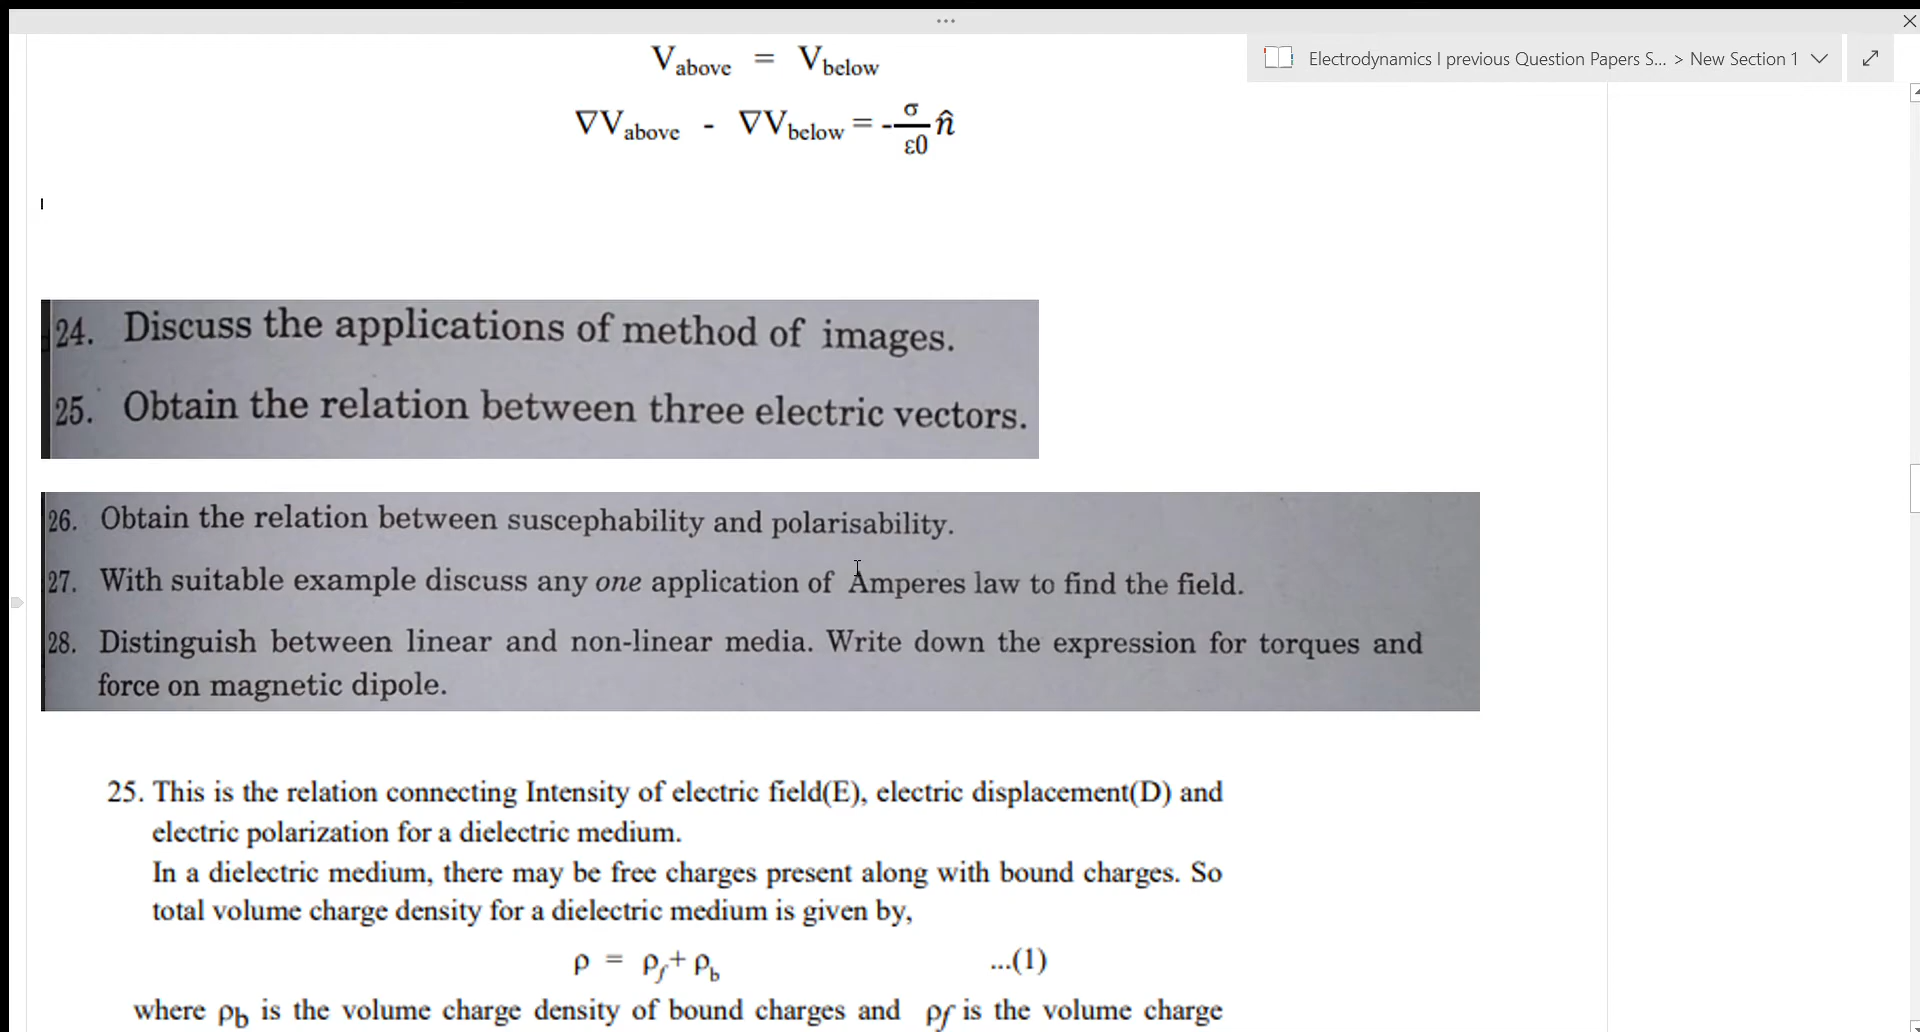 ...
Electrodynamics I previous Question Papers S... > New Section 1
V above = V below
∇V above - ∇V below = - σ/ε0 n̂
24. Discuss the applications of method of images.
25. Obtain the relation between three electric vectors.
26. Obtain the relation between suscephability and polarisability.
27. With suitable example discuss any one application of Amperes law to find the field.
28. Distinguish between linear and non-linear media. Write down the expression for torques and
force on magnetic dipole.
25. This is the relation connecting Intensity of electric field(E), electric displacement(D) and
electric polarization for a dielectric medium.
In a dielectric medium, there may be free charges present along with bound charges. So
total volume charge density for a dielectric medium is given by,
ρ = ρf + ρb ...(1)
where ρb is the volume charge density of bound charges and ρf is the volume charge